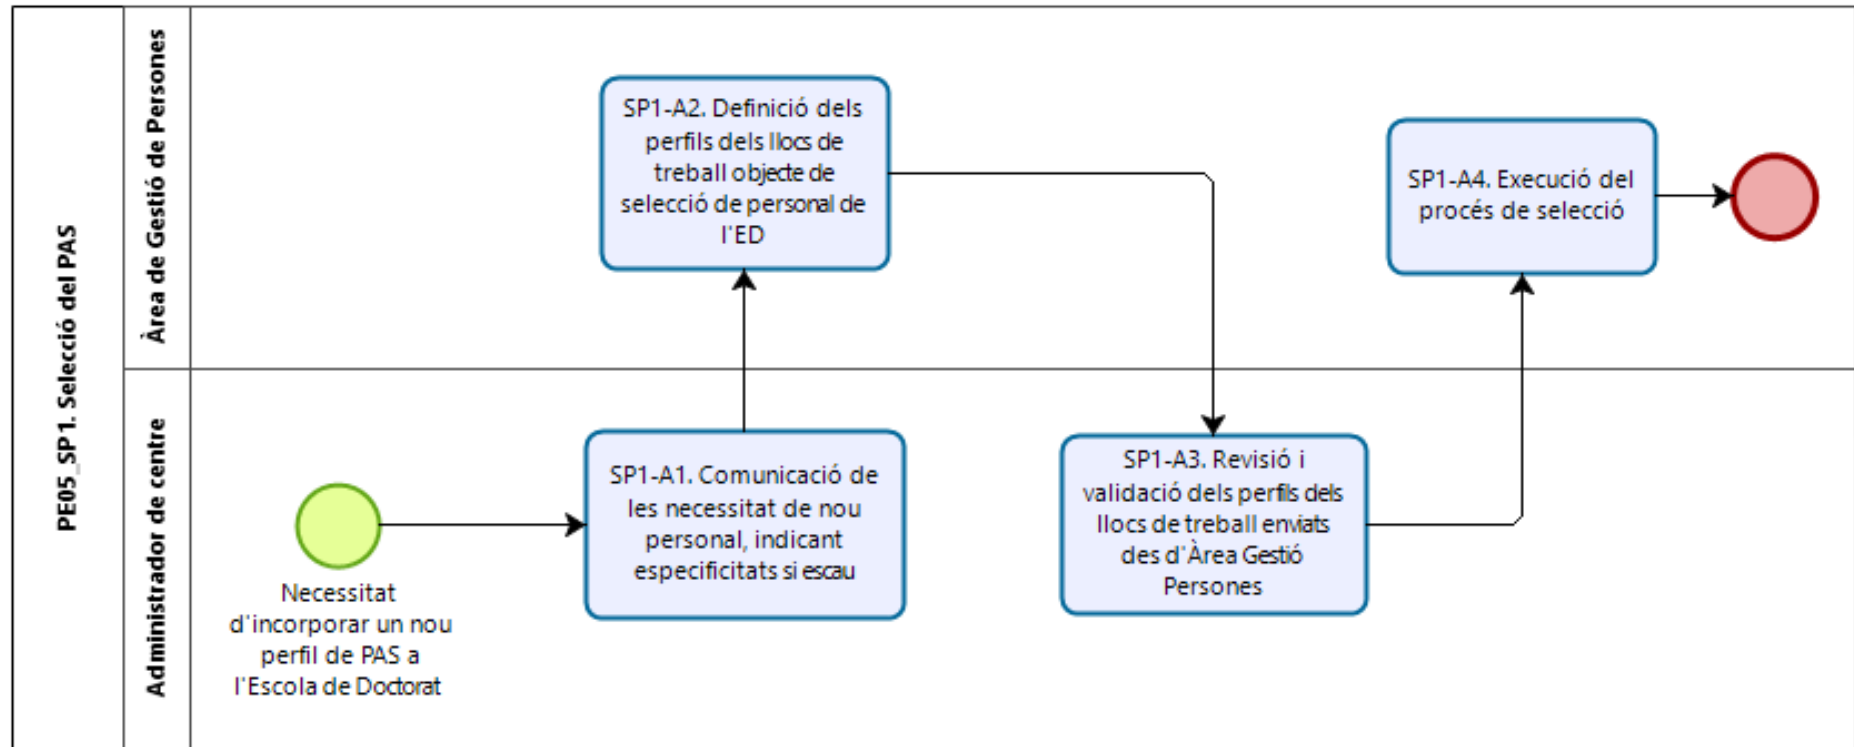 PE05_SP1. Selecció del PAS
Àrea de Gestió de Persones
SP1-A2. Definició dels
perfils dels llocs de
treball objecte de
selecció de personal de
l'ED
SP1-A4. Execució del
procés de selecció
Administrador de centre
Necessitat
d'incorporar un nou
perfil de PAS a
l'Escola de Doctorat
SP1-A1. Comunicació de
les necessitat de nou
personal, indicant
especificitats si escau
SP1-A3. Revisió i
validació dels perfils dels
llocs de treball enviats
des d'Àrea Gestió
Persones